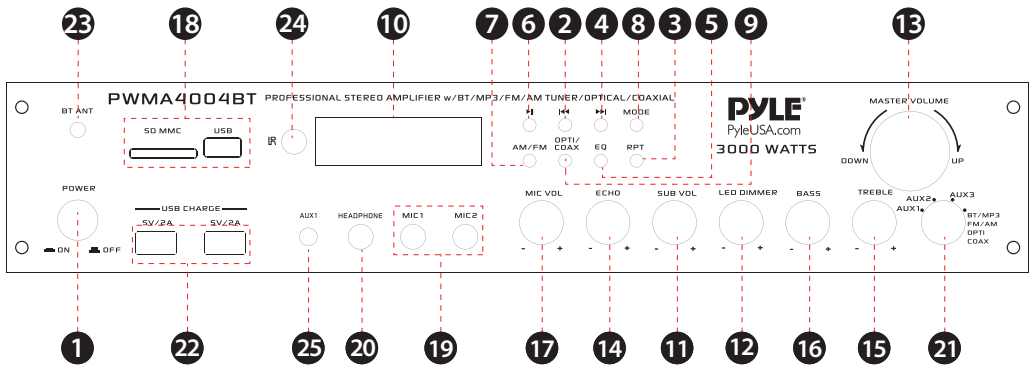 23 18 24 10 7 6 2 4 8 3 5 9 13
PWMA4004BT PROFESSIONAL STEREO AMPLIFIER w/BT/MP3/FM/AM TUNER/OPTICAL/COAXIAL
BT ANT
SD MMC USB
IR
MODE
AM/FM OPTI/ EQ RPT
COAX
PYLE®
PyleUSA.com
3000 WATTS
MASTER VOLUME
DOWN UP
POWER
ON OFF
USB CHARGE
5V/2A 5V/2A
AUX1 HEADPHONE MIC1 MIC2
MIC VOL ECHO SUB VOL LED DIMMER BASS TREBLE
- + - + - + - + - + - +
AUX1 AUX2 AUX3
BT/MP3
FM/AM
OPTI
COAX
1 22 25 20 19 17 14 11 12 16 15 21